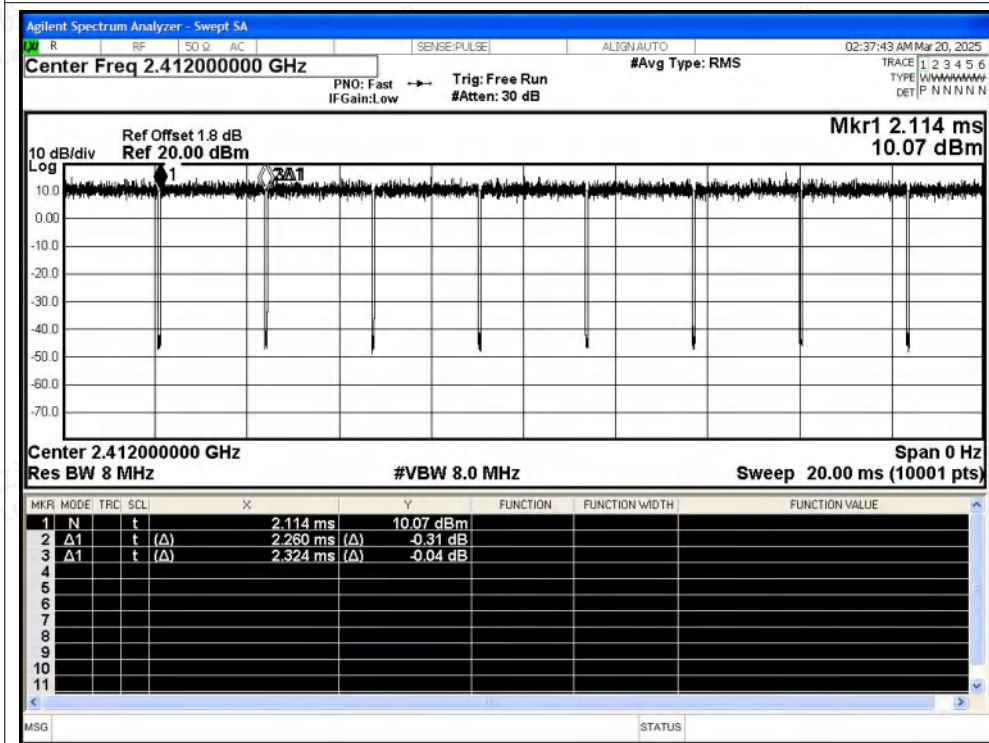 Agilent Spectrum Analyzer - Swept SA
LXI R RF 50 Ω AC SENSE:PULSE ALIGN AUTO 02:37:43 AM Mar 20, 2025
Center Freq 2.412000000 GHz #Avg Type: RMS TRACE 1 2 3 4 5 6
PNO: Fast Trig: Free Run TYPE WWWWWW
IFGain:Low #Atten: 30 dB DET P N N N N N
Mkr1 2.114 ms
Ref Offset 1.8 dB
10 dB/div Ref 20.00 dBm 10.07 dBm
Log
1 3Δ1
10.0
0.00
-10.0
-20.0
-30.0
-40.0
-50.0
-60.0
-70.0
Center 2.412000000 GHz Span 0 Hz
Res BW 8 MHz #VBW 8.0 MHz Sweep 20.00 ms (10001 pts)
MKR MODE TRC SCL X Y FUNCTION FUNCTION WIDTH FUNCTION VALUE
1 N t 2.114 ms 10.07 dBm
2 Δ1 t (Δ) 2.260 ms (Δ) -0.31 dB
3 Δ1 t (Δ) 2.324 ms (Δ) -0.04 dB
4
5
6
7
8
9
10
11
MSG STATUS